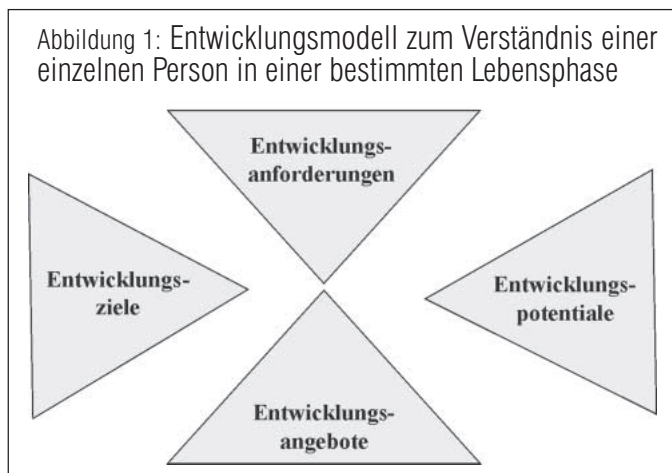 Abbildung 1: Entwicklungsmodell zum Verständnis einer
einzelnen Person in einer bestimmten Lebensphase
Entwicklungs-
anforderungen
Entwicklungs-
ziele
Entwicklungs-
potentiale
Entwicklungs-
angebote